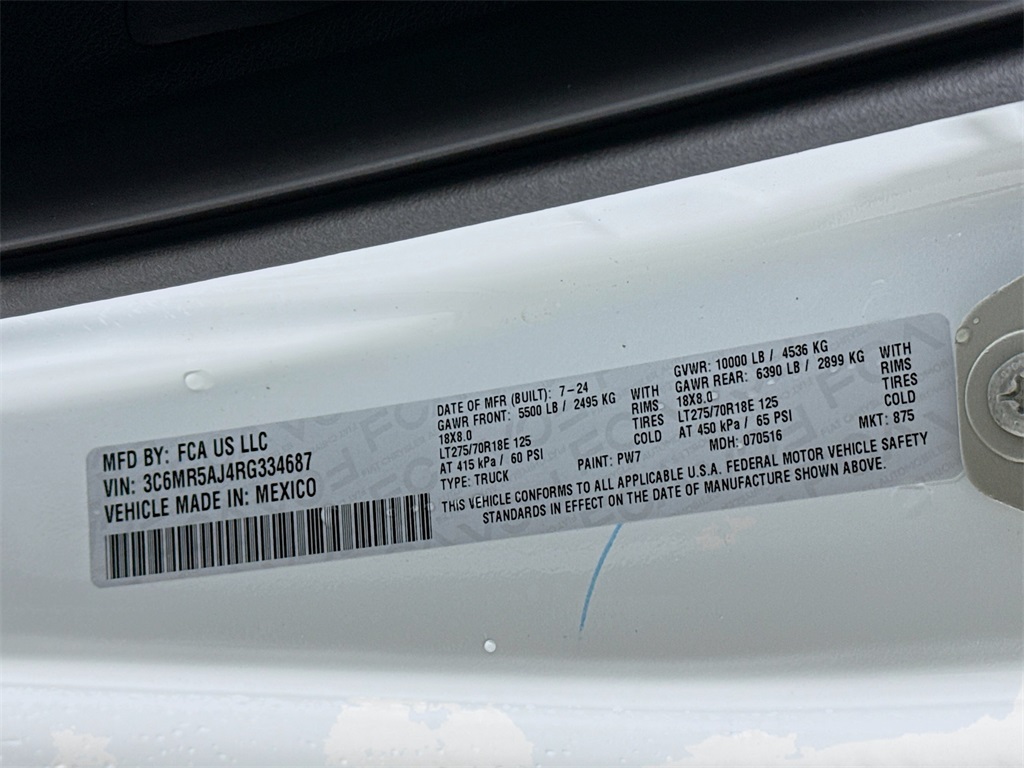 MFD BY: FCA US LLC
VIN: 3C6MR5AJ4RG334687
VEHICLE MADE IN: MEXICO
DATE OF MFR (BUILT): 7-24
GAWR FRONT: 5500 LB / 2495 KG WITH
18X8.0 RIMS
LT275/70R18E 125 TIRES
AT 415 kPa / 60 PSI COLD
TYPE: TRUCK
GVWR: 10000 LB / 4536 KG
GAWR REAR: 6390 LB / 2899 KG WITH
18X8.0 RIMS
LT275/70R18E 125 TIRES
AT 450 kPa / 65 PSI COLD
PAINT: PW7 MDH: 070516 MKT: 875
THIS VEHICLE CONFORMS TO ALL APPLICABLE U.S.A. FEDERAL MOTOR VEHICLE SAFETY
STANDARDS IN EFFECT ON THE DATE OF MANUFACTURE SHOWN ABOVE.